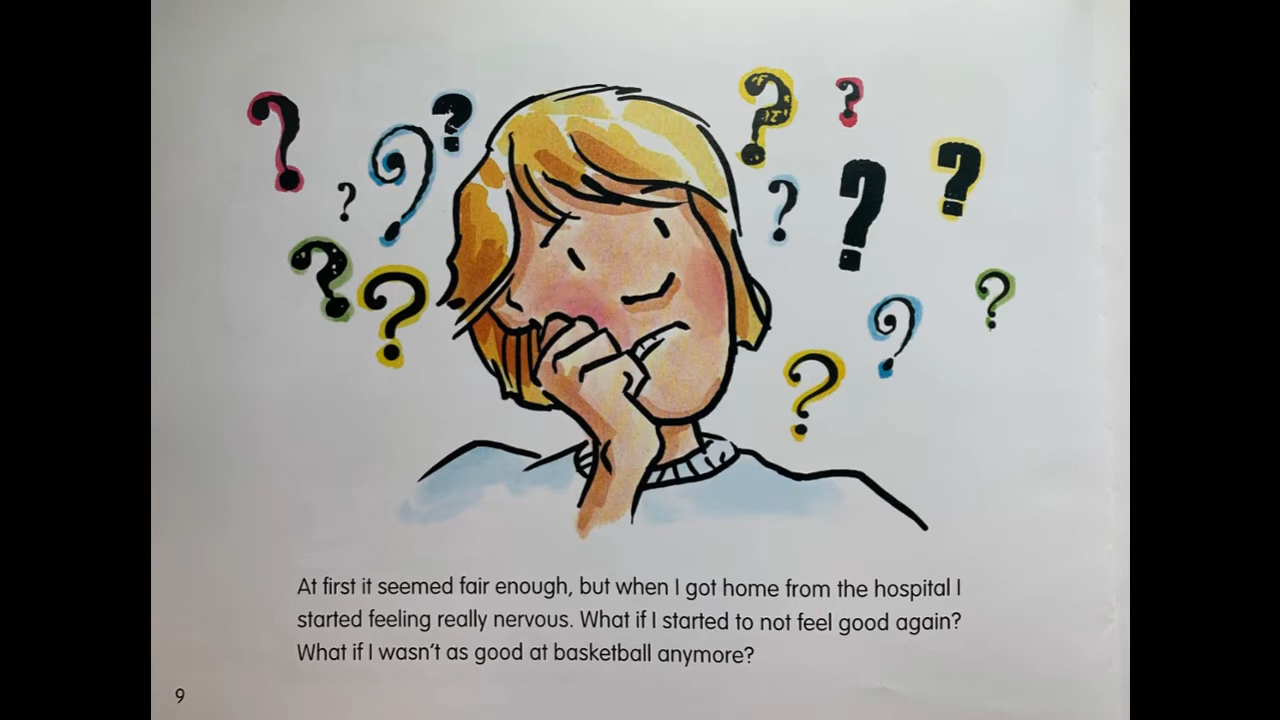 At first it seemed fair enough, but when I got home from the hospital I
started feeling really nervous. What if I started to not feel good again?
What if I wasn't as good at basketball anymore?
9